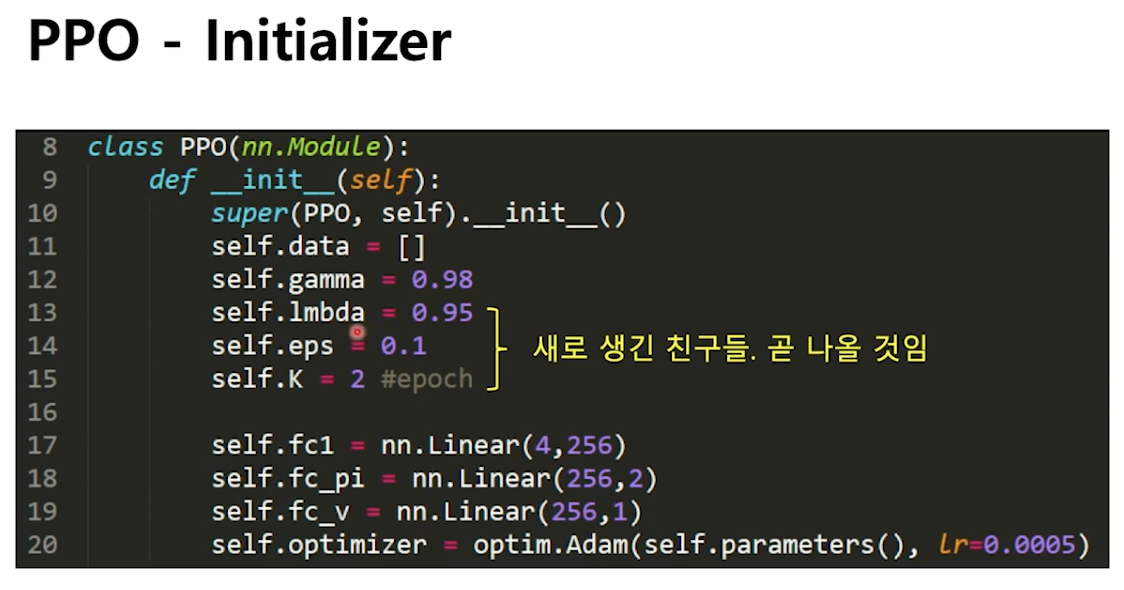 PPO - Initializer
8 class PPO(nn.Module):
9 def __init__(self):
10 super(PPO, self).__init__()
11 self.data = []
12 self.gamma = 0.98
13 self.lmbda = 0.95
14 self.eps = 0.1
새로 생긴 친구들. 곧 나올 것임
15 self.K = 2 #epoch
16
17 self.fc1 = nn.Linear(4,256)
18 self.fc_pi = nn.Linear(256,2)
19 self.fc_v = nn.Linear(256,1)
20 self.optimizer = optim.Adam(self.parameters(), lr=0.0005)